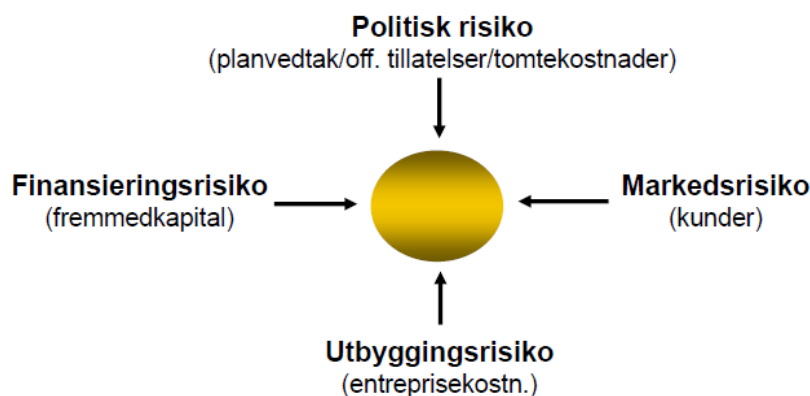 Politisk risiko
(planvedtak/off. tillatelser/tomtekostnader)
Finansieringsrisiko
(fremmedkapital)
Markedsrisiko
(kunder)
Utbyggingsrisiko
(entreprisekostn.)